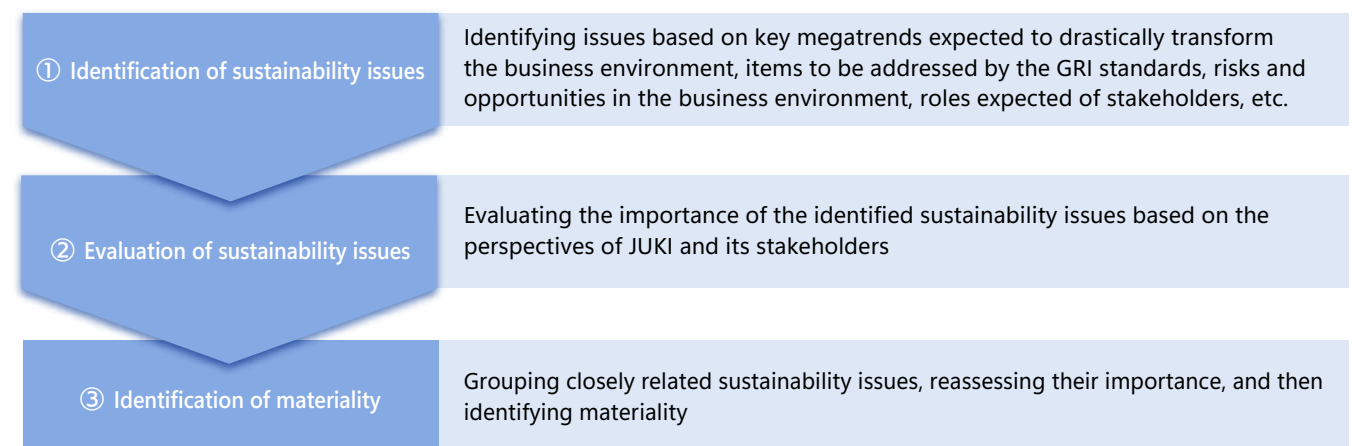 ① Identification of sustainability issues
Identifying issues based on key megatrends expected to drastically transform
the business environment, items to be addressed by the GRI standards, risks and
opportunities in the business environment, roles expected of stakeholders, etc.
② Evaluation of sustainability issues
Evaluating the importance of the identified sustainability issues based on the
perspectives of JUKI and its stakeholders
③ Identification of materiality
Grouping closely related sustainability issues, reassessing their importance, and then
identifying materiality